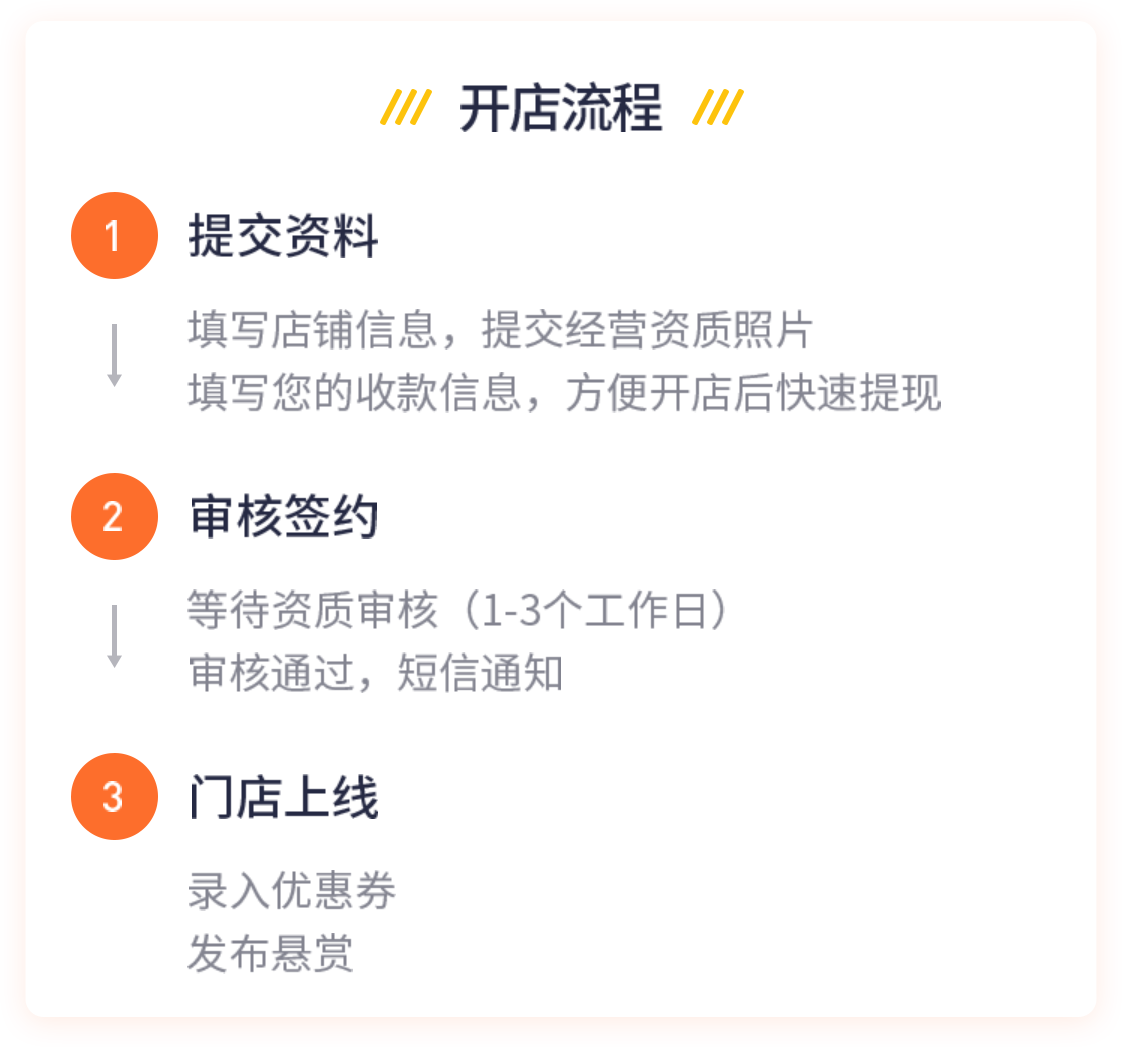 开店流程
1 提交资料
填写店铺信息，提交经营资质照片
填写您的收款信息，方便开店后快速提现
2 审核签约
等待资质审核（1-3个工作日）
审核通过，短信通知
3 门店上线
录入优惠券
发布悬赏